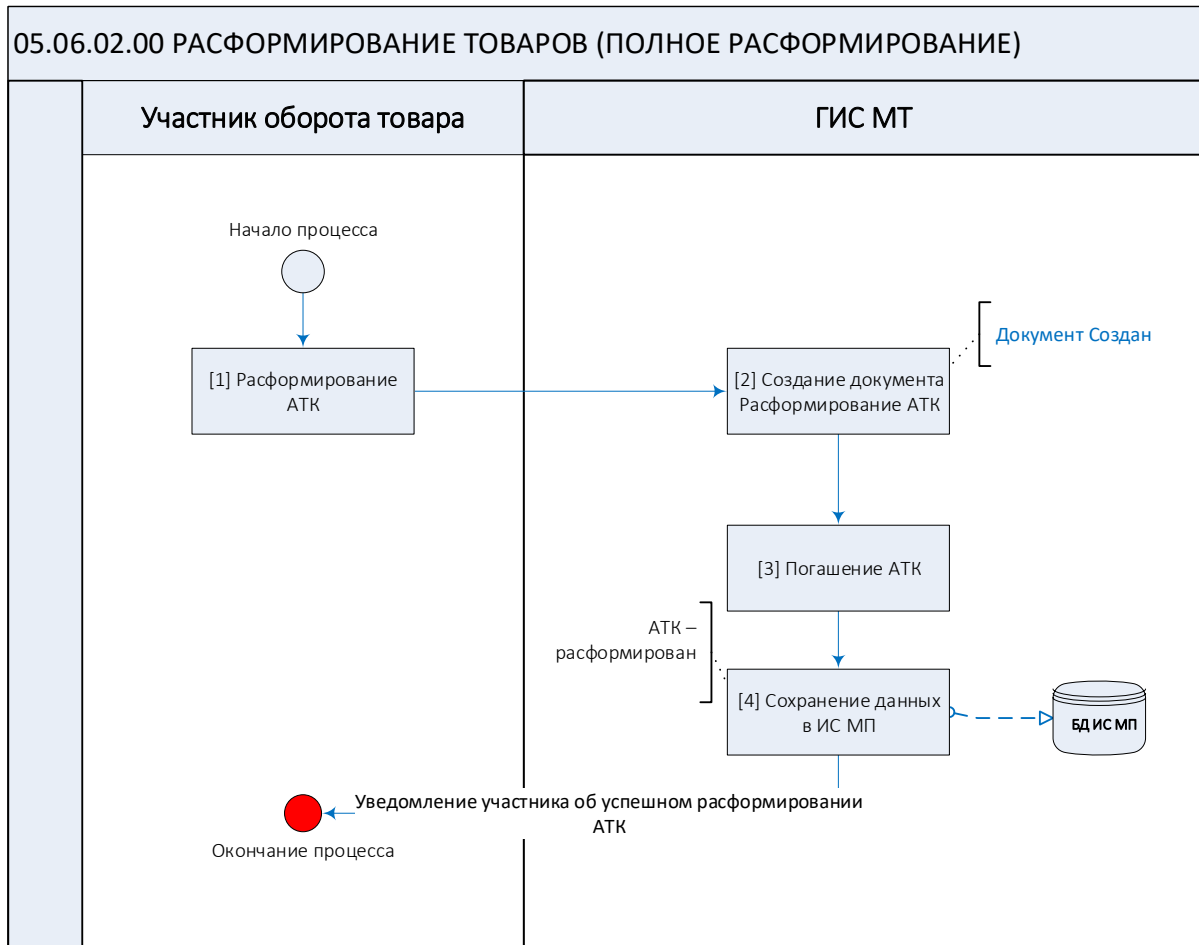 05.06.02.00 РАСФОРМИРОВАНИЕ ТОВАРОВ (ПОЛНОЕ РАСФОРМИРОВАНИЕ)
Участник оборота товара
ГИС МТ
Начало процесса
Документ Создан
[1] Расформирование
АТК
[2] Создание документа
Расформирование АТК
[3] Погашение АТК
АТК –
расформирован
[4] Сохранение данных
в ИС МП
БД ИС МП
Уведомление участника об успешном расформировании
АТК
Окончание процесса